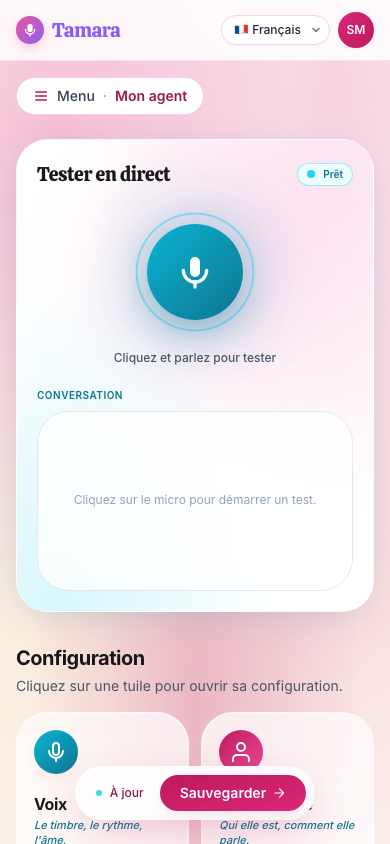 Tamara
Français
SM
Menu · Mon agent
Tester en direct
Prêt
Cliquez et parlez pour tester
CONVERSATION
Cliquez sur le micro pour démarrer un test.
Configuration
Cliquez sur une tuile pour ouvrir sa configuration.
À jour
Sauvegarder →
Voix
Le timbre, le rythme,
l'âme.
Qui elle est, comment elle
parle.